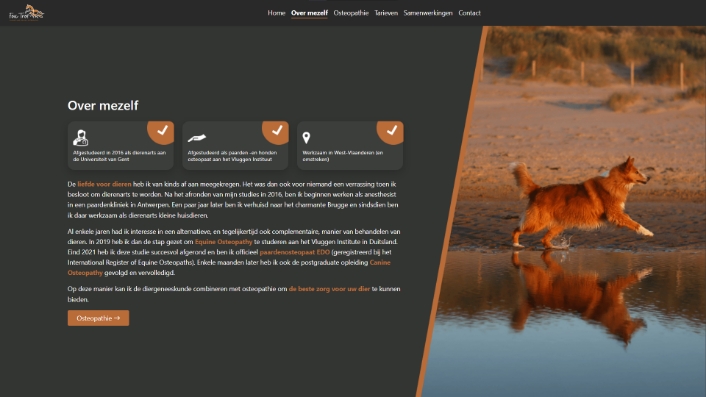 Home Over mezelf Osteopathie Tarieven Samenwerkingen Contact
Over mezelf
Afgestudeerd in 2016 als dierenarts aan
de Universiteit van Gent
Afgestudeerd als paarden -en honden
osteopaat aan het Vluggen Instituut
Werkzaam in West-Vlaanderen (en
omstreken)
De liefde voor dieren heb ik van kinds af aan meegekregen. Het was dan ook voor niemand een verrassing toen ik
besloot om dierenarts te worden. Na het afronden van mijn studies in 2016, ben ik beginnen werken als anesthesist
in een paardenkliniek in Antwerpen. Een paar jaar later ben ik verhuisd naar het charmante Brugge en sindsdien ben
ik daar werkzaam als dierenarts kleine huisdieren.
Al enkele jaren had ik interesse in een alternatieve, en tegelijkertijd ook complementaire, manier van behandelen van
dieren. In 2019 heb ik dan de stap gezet om Equine Osteopathy te studeren aan het Vluggen Institute in Duitsland.
Eind 2021 heb ik deze studie succesvol afgerond en ben ik officieel paardenosteopaat EDO (geregistreerd bij het
International Register of Equine Osteopaths). Enkele maanden later heb ik ook de postgraduate opleiding Canine
Osteopathy gevolgd en vervolledigd.
Op deze manier kan ik de diergeneeskunde combineren met osteopathie om de beste zorg voor uw dier te kunnen
bieden.
Osteopathie →